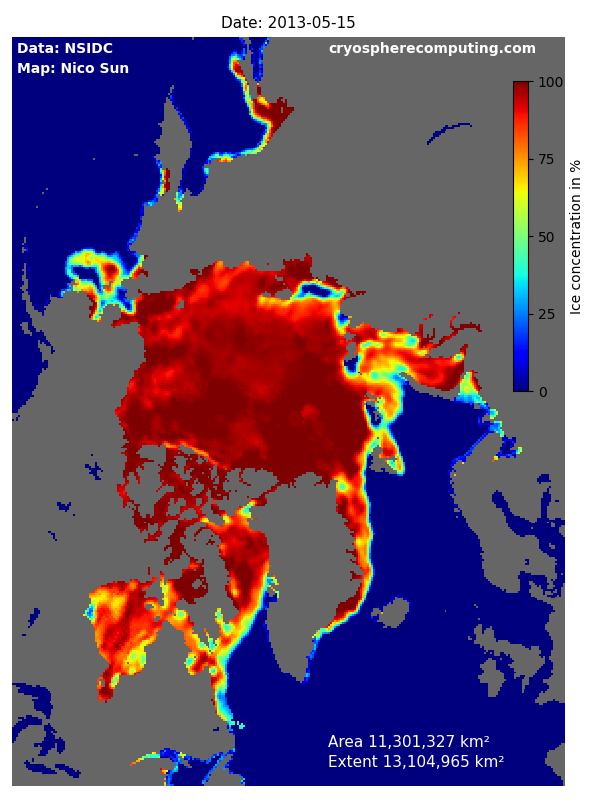 Date: 2013-05-15
Data: NSIDC
Map: Nico Sun
cryospherecomputing.com
100
75
50
25
0
Ice concentration in %
Area 11,301,327 km²
Extent 13,104,965 km²